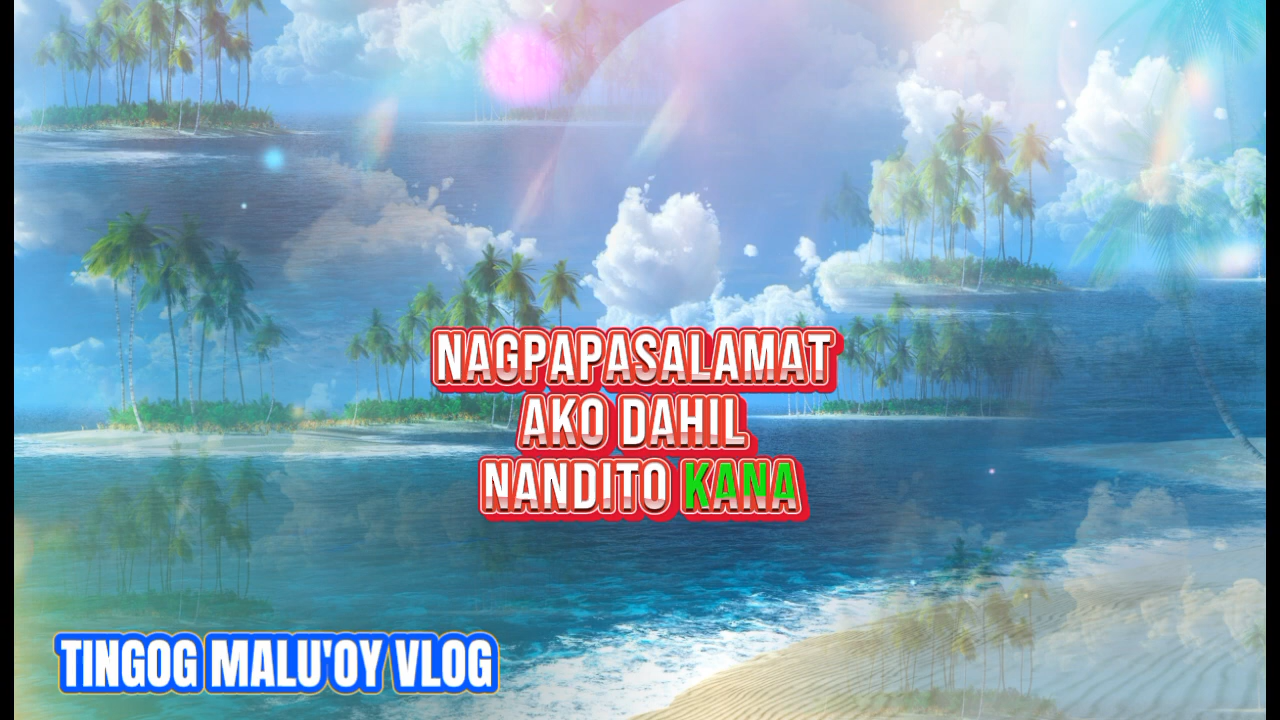 NAGPAPASALAMAT
AKO DAHIL
NANDITO KANA
TINGOG MALU'OY VLOG